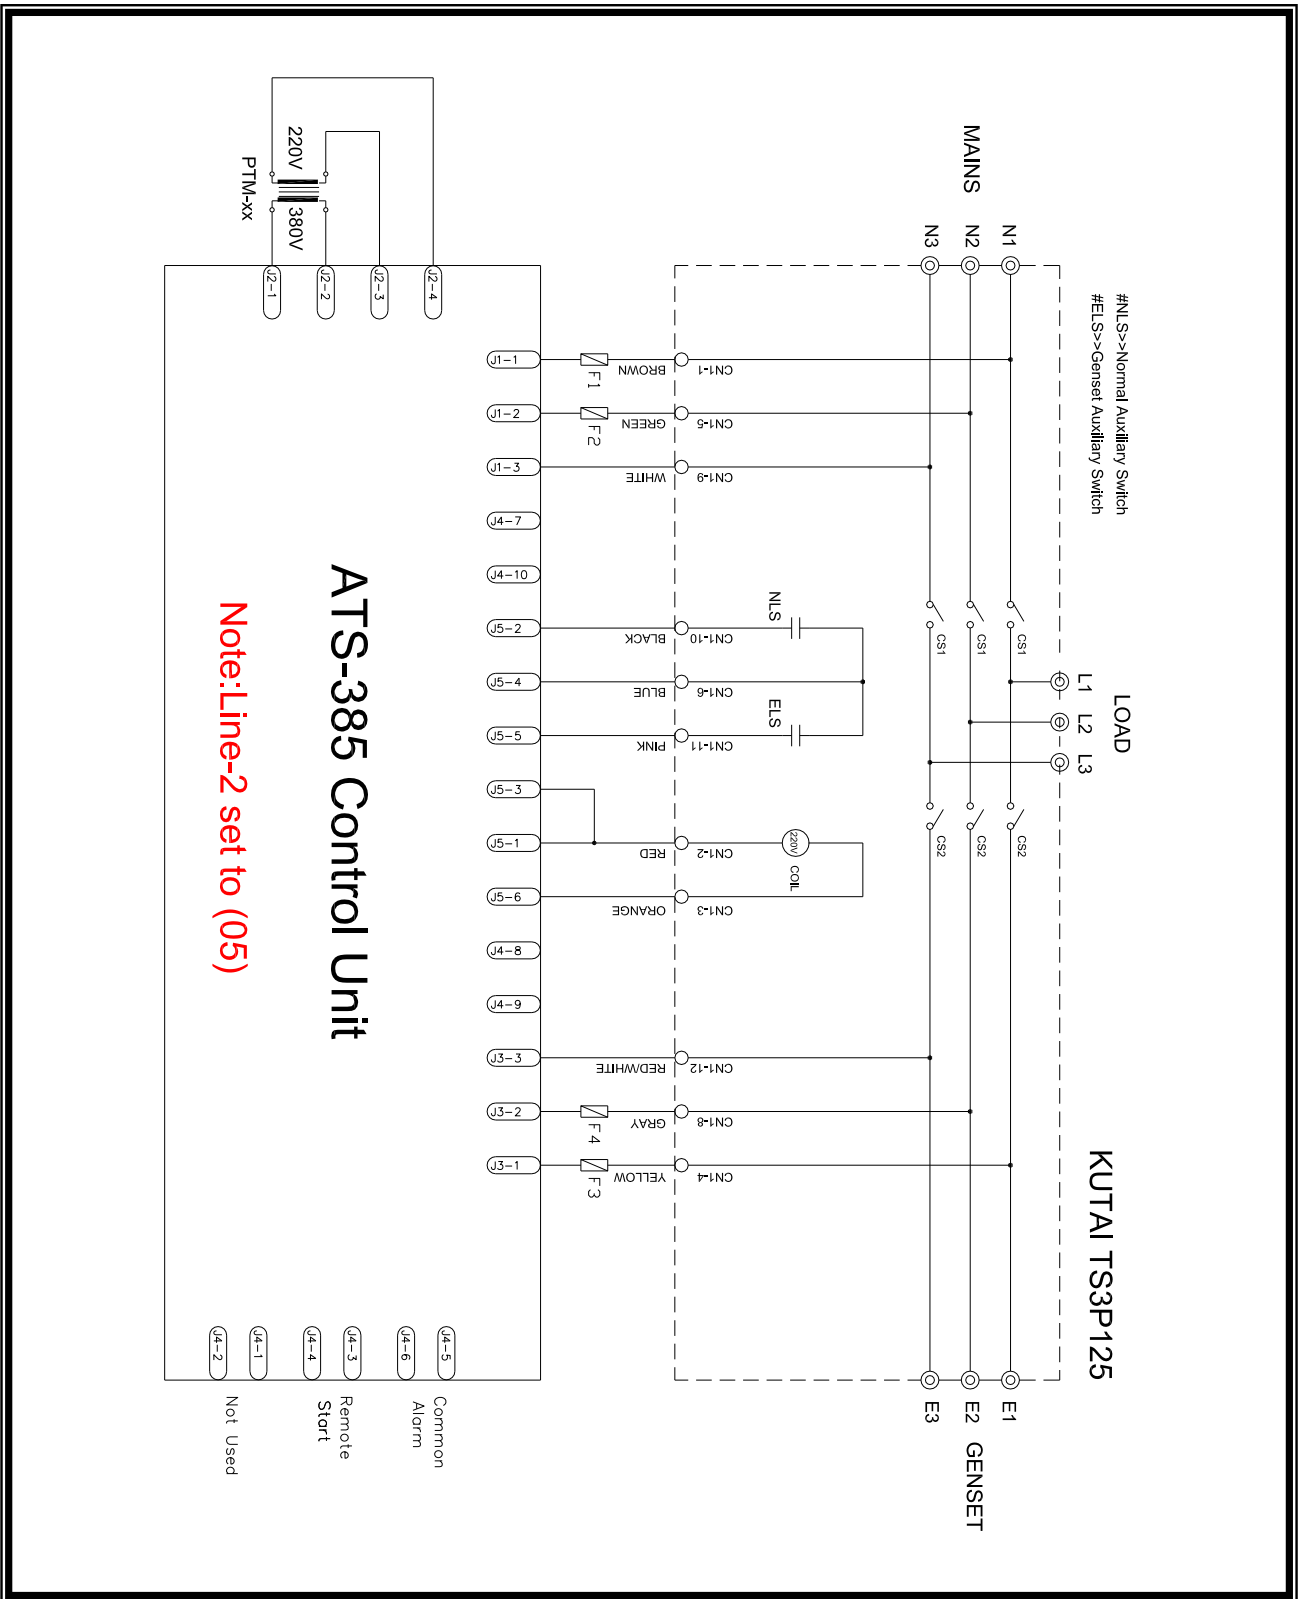 KUTAI TS3P125
#NLS>>Normal Auxiliary Switch
#ELS>>Genset Auxiliary Switch
LOAD
L1
L2
L3
MAINS
N1
N2
N3
CS1
CS1
CS1
CS2
CS2
CS2
E1
E2
E3
GENSET
NLS
ELS
220V
COIL
CN1-1
CN1-5
CN1-9
CN1-10
CN1-6
CN1-11
CN1-2
CN1-3
CN1-12
CN1-8
CN1-4
BROWN
GREEN
WHITE
BLACK
BLUE
PINK
RED
ORANGE
RED/WHITE
GRAY
YELLOW
F1
F2
F4
F3
J1-1
J1-2
J1-3
J4-7
J4-10
J5-2
J5-4
J5-5
J5-3
J5-1
J5-6
J4-8
J4-9
J3-3
J3-2
J3-1
J2-4
J2-3
J2-2
J2-1
220V
380V
PTM-xx
ATS-385 Control Unit
Note:Line-2 set to (05)
J4-5
J4-6
J4-3
J4-4
J4-1
J4-2
Common
Alarm
Remote
Start
Not Used